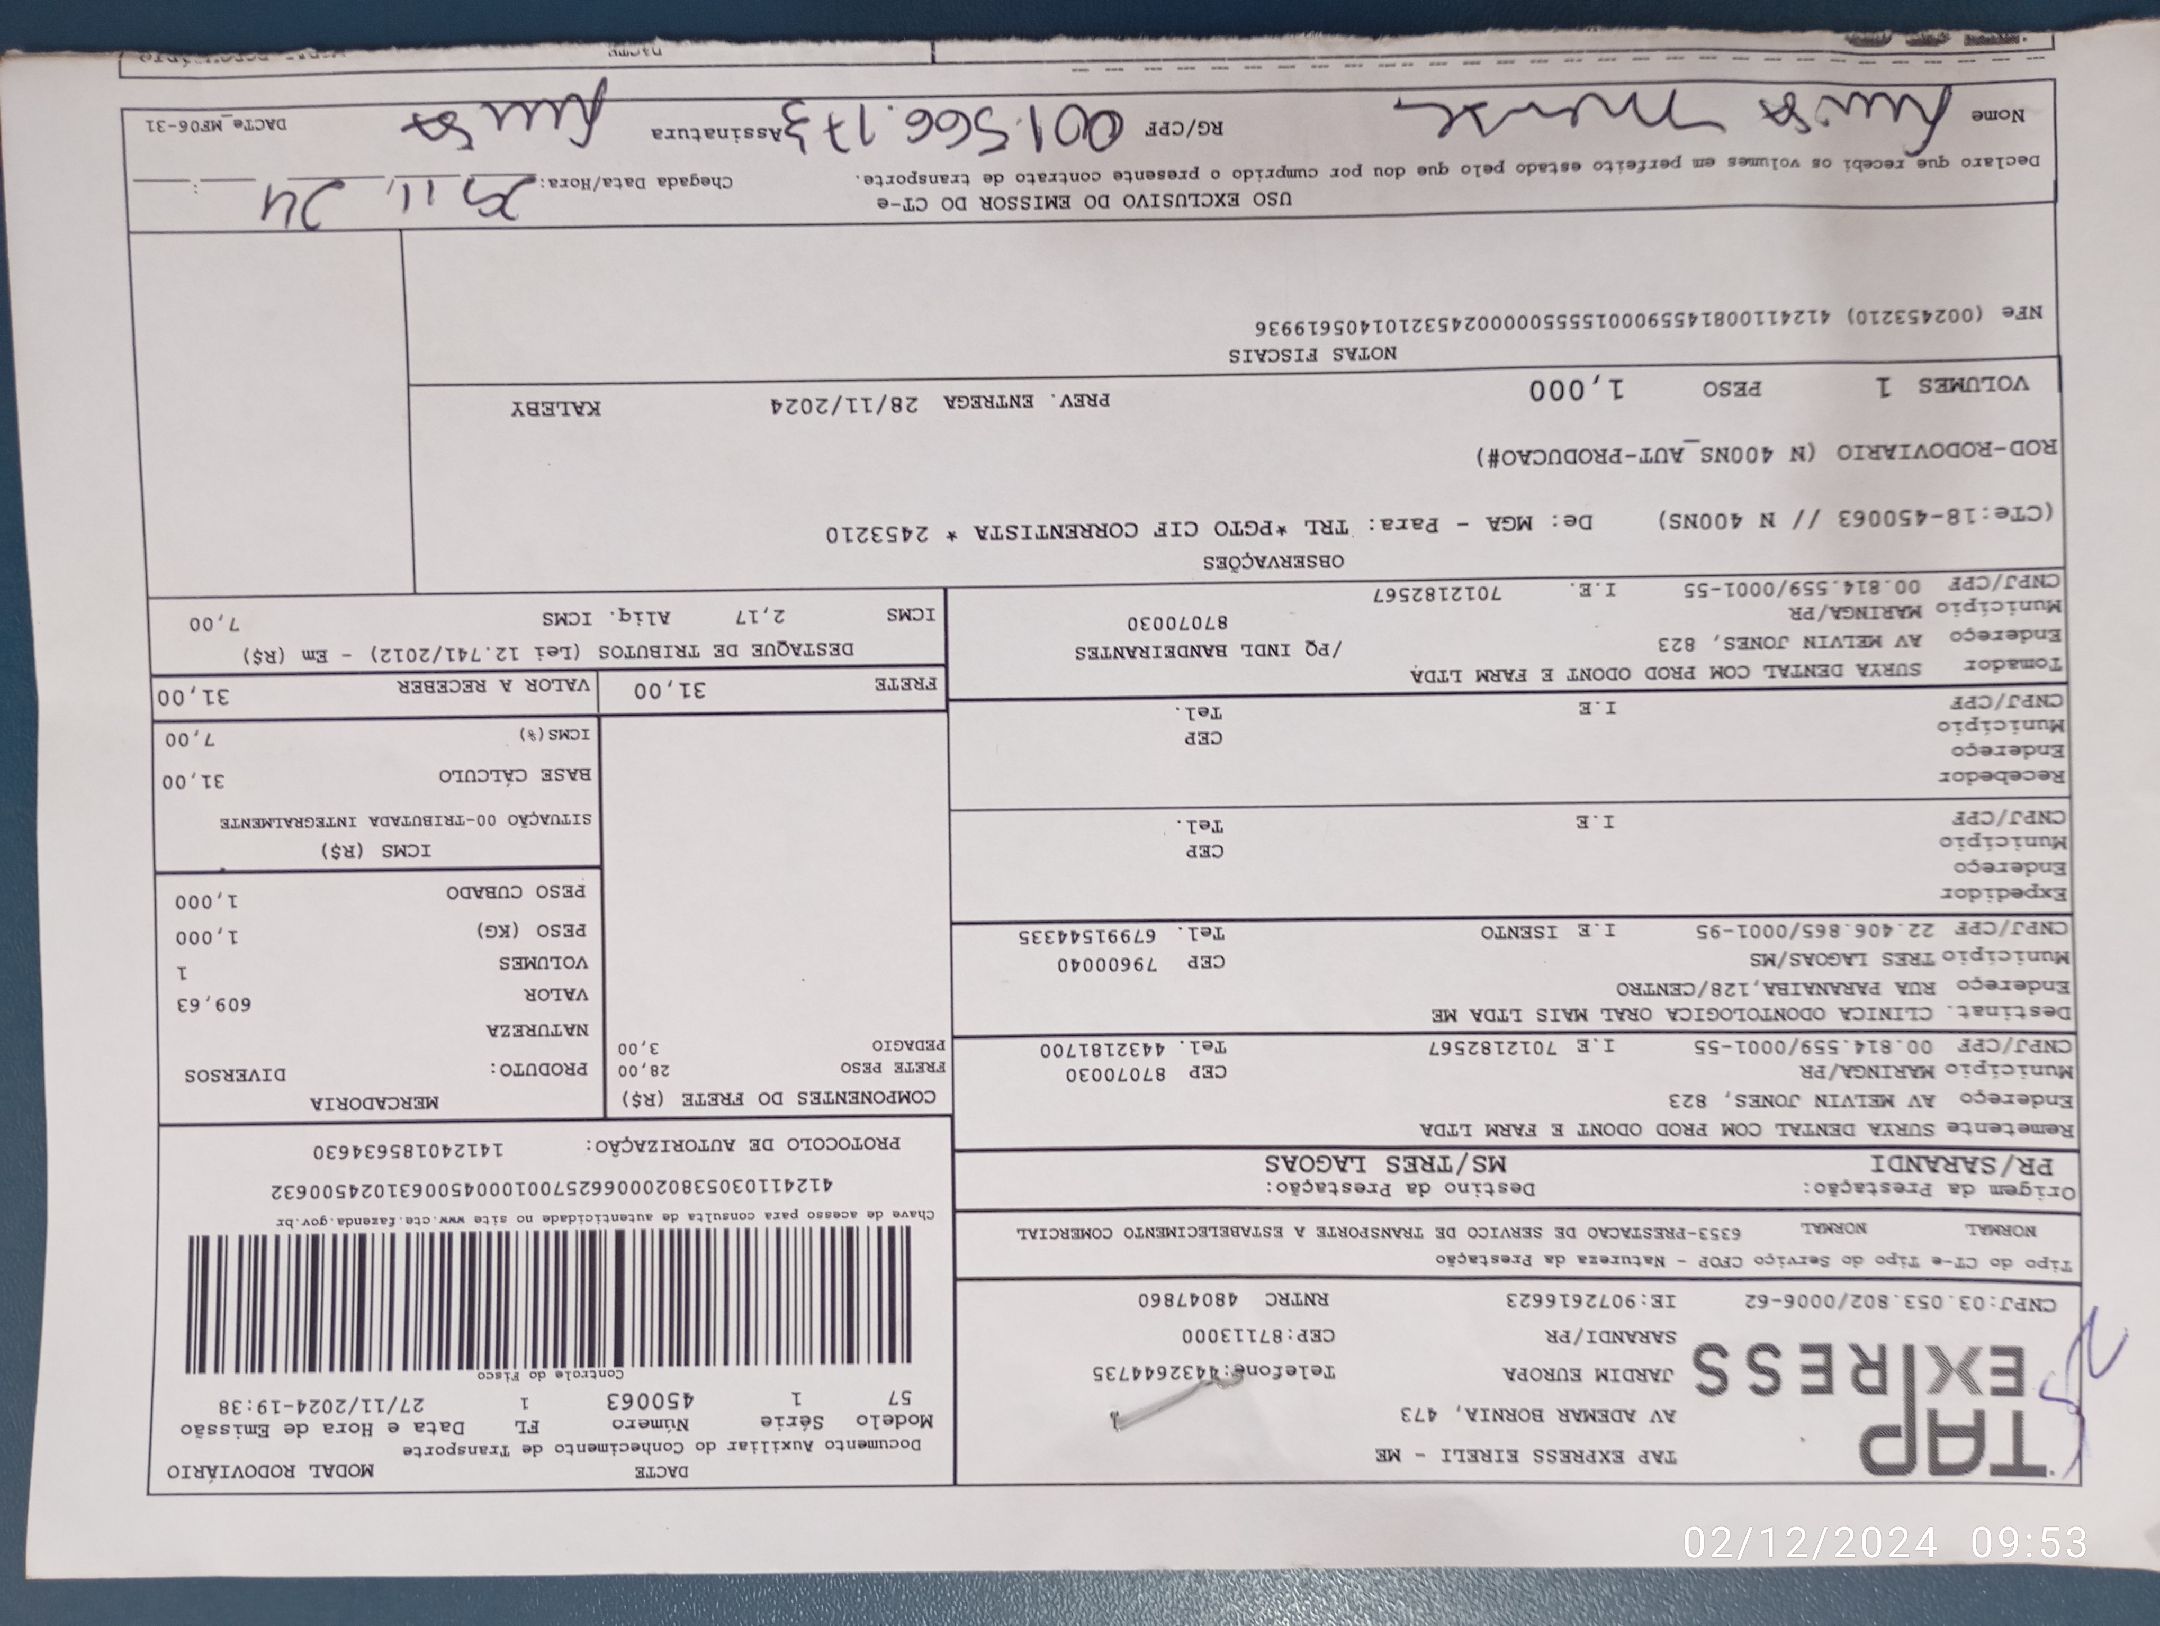 TAP
EXPRESS
TAP EXPRESS EIRELI - ME
AV ADEMAR BORNIA, 473
JARDIM EUROPA Telefone:4432644735
SARANDI/PR CEP:87113000
CNPJ:03.053.802/0006-62 IE:9072616623 RNTRC 48047860
DACTE MODAL RODOVIÁRIO
Documento Auxiliar do Conhecimento de Transporte
Modelo Série Número FL Data e Hora de Emissão
57 1 450063 1 27/11/2024-19:38
Controle do Fisco
Chave de acesso para consulta de autenticidade no site www.cte.fazenda.gov.br
41241103053802000662570010004500631024500632
PROTOCOLO DE AUTORIZAÇÃO: 141240185634630
Tipo do CT-e Tipo do Serviço CFOP - Natureza da Prestação
NORMAL NORMAL 6353-PRESTACAO DE SERVICO DE TRANSPORTE A ESTABELECIMENTO COMERCIAL
Origem da Prestação: Destino da Prestação:
PR/SARANDI MS/TRES LAGOAS
Remetente SURYA DENTAL COM PROD ODONT E FARM LTDA
Endereço AV MELVIN JONES, 823
Município MARINGA/PR CEP 87070030
CNPJ/CPF 00.814.559/0001-55 I.E 7012182567 Tel. 4432181700
Destinat. CLINICA ODONTOLOGICA ORAL MAIS LTDA ME
Endereço RUA PARANAIBA,128/CENTRO
Município TRES LAGOAS/MS CEP 79600040
CNPJ/CPF 22.406.865/0001-95 I.E ISENTO Tel. 67991544335
Expedidor
Endereço
Município CEP
CNPJ/CPF I.E Tel.
Recebedor
Endereço
Município CEP
CNPJ/CPF I.E Tel.
Tomador SURYA DENTAL COM PROD ODONT E FARM LTDA
Endereço AV MELVIN JONES, 823 /PQ INDL BANDEIRANTES
Município MARINGA/PR 87070030
CNPJ/CPF 00.814.559/0001-55 I.E. 7012182567
COMPONENTES DO FRETE (R$)
FRETE PESO 28,00
PEDAGIO 3,00
MERCADORIA
PRODUTO: DIVERSOS
NATUREZA
VALOR 609,63
VOLUMES 1
PESO (KG) 1,000
PESO CUBADO 1,000
ICMS (R$)
SITUAÇÃO 00-TRIBUTADA INTEGRALMENTE
BASE CÁLCULO 31,00
ICMS(%) 7,00
FRETE 31,00 VALOR A RECEBER 31,00
DESTAQUE DE TRIBUTOS (Lei 12.741/2012) - Em (R$)
ICMS 2,17 Aliq. ICMS 7,00
OBSERVAÇÕES
(CTe:18-450063 // N 400NS) De: MGA - Para: TRL *PGTO CIF CORRENTISTA * 2453210
ROD-RODOVIARIO (N 400NS_AUT-PRODUCAO#)
VOLUMES 1 PESO 1,000 PREV. ENTREGA 28/11/2024 KALEBY
NOTAS FISCAIS
NFe (002453210) 41241100814559000155550000024532101405619936
USO EXCLUSIVO DO EMISSOR DO CT-e
Declaro que recebi os volumes em perfeito estado pelo que dou por cumprido o presente contrato de transporte. Chegada Data/Hora: 29 11 24
Nome RG/CPF 001.566.173 Assinatura DACTe_MF06-31
02/12/2024 09:53